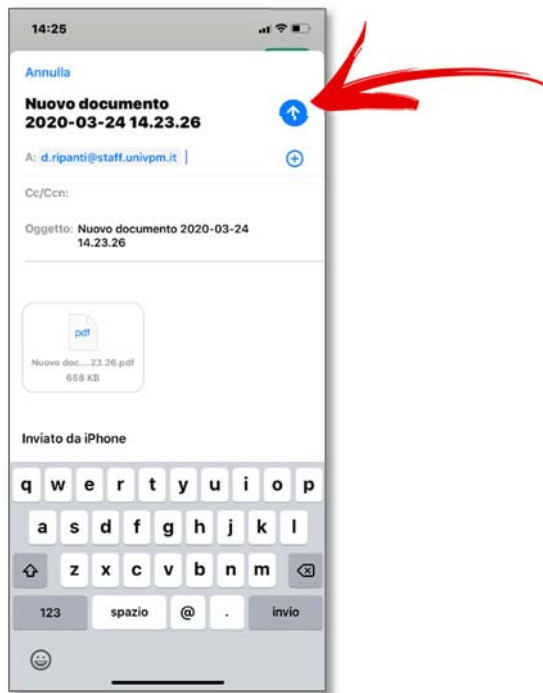 14:25
Annulla
Nuovo documento
2020-03-24 14.23.26
A: d.ripanti@staff.univpm.it
Cc/Ccn:
Oggetto: Nuovo documento 2020-03-24
14.23.26
pdf
Nuovo doc....23.26.pdf
658 KB
Inviato da iPhone
q w e r t y u i o p
a s d f g h j k l
z x c v b n m
123 spazio @ . invio